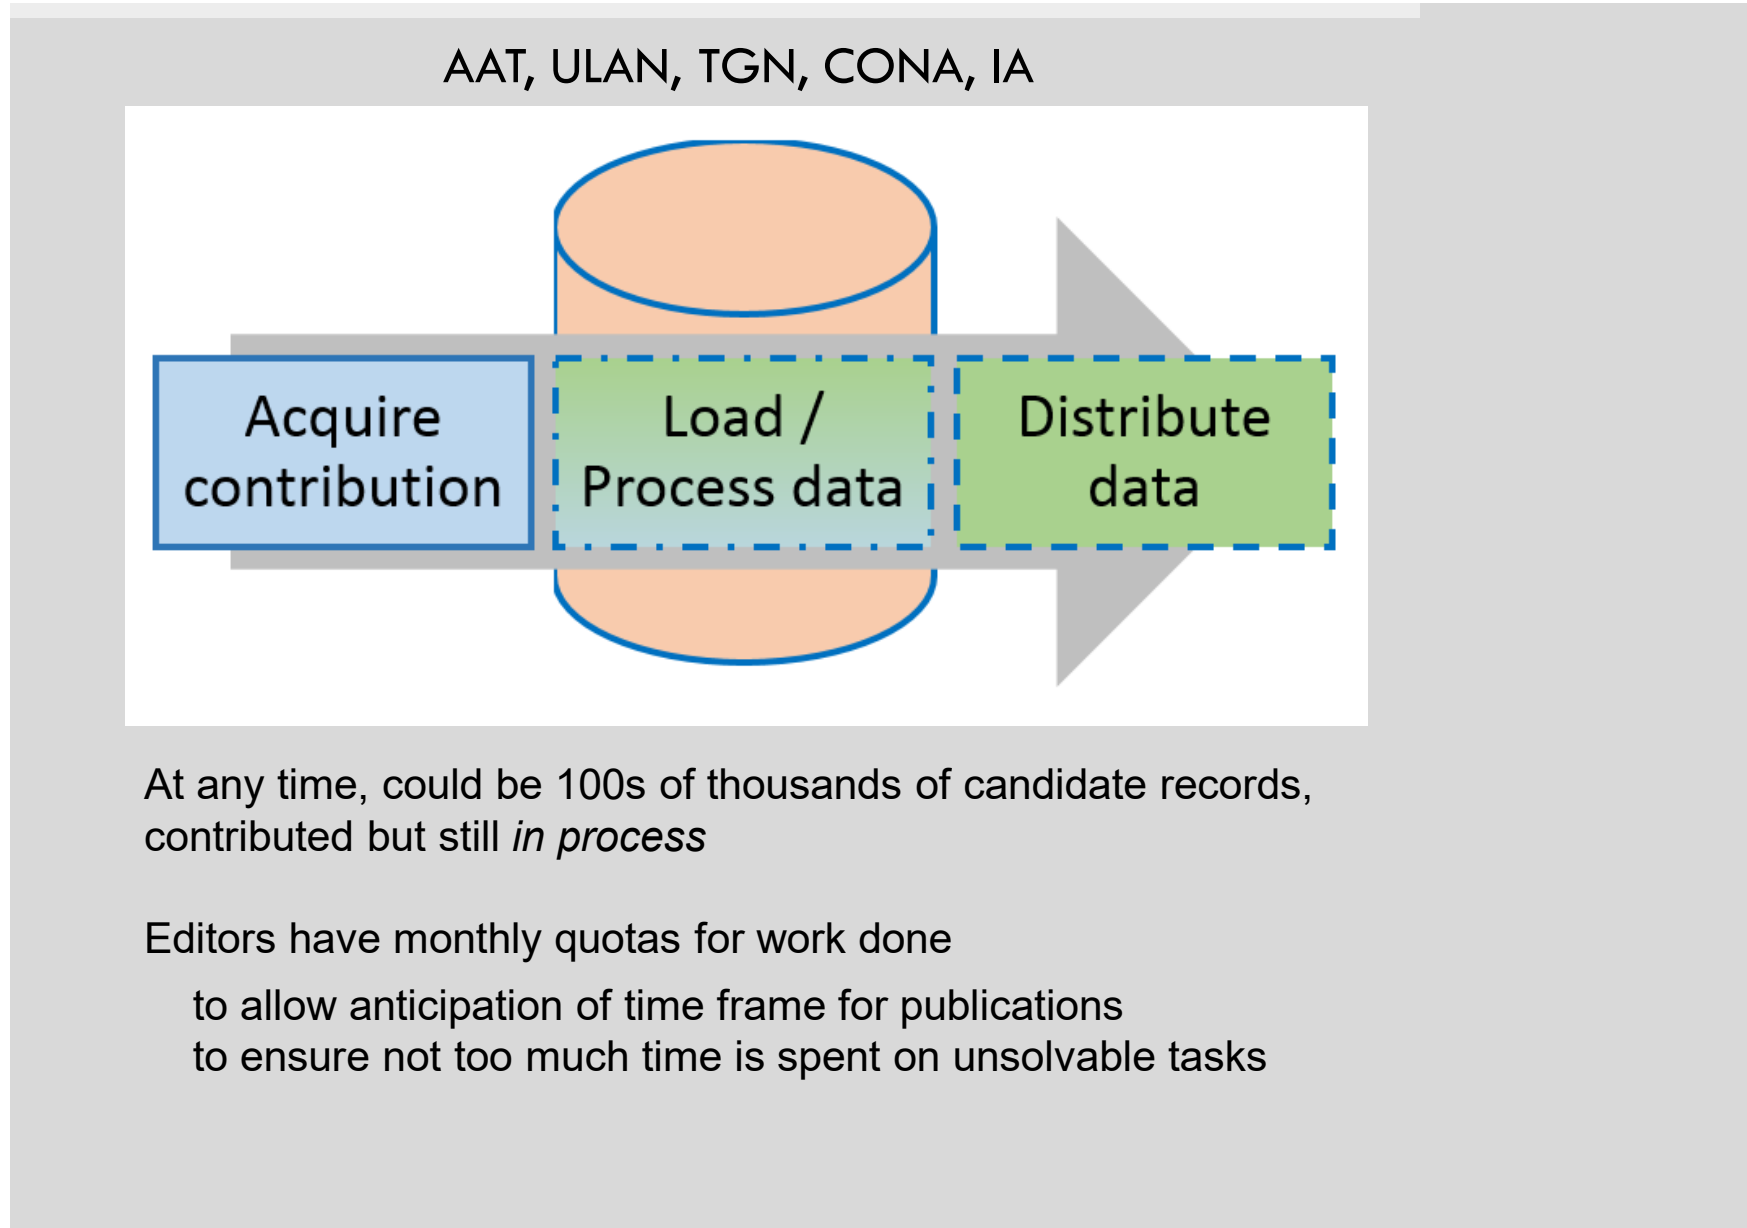 AAT, ULAN, TGN, CONA, IA
Acquire
contribution
Load /
Process data
Distribute
data
At any time, could be 100s of thousands of candidate records,
contributed but still in process
Editors have monthly quotas for work done
to allow anticipation of time frame for publications
to ensure not too much time is spent on unsolvable tasks